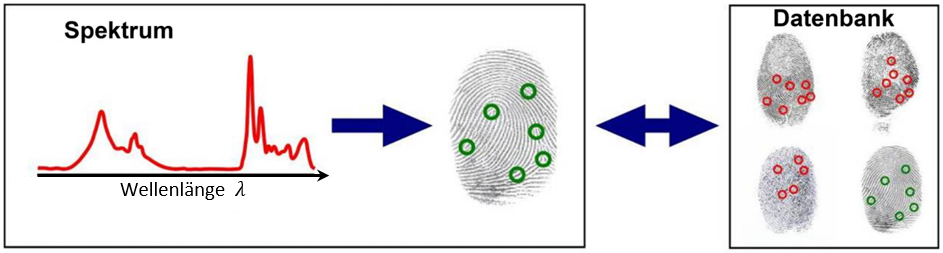 Spektrum
Wellenlänge λ
Datenbank